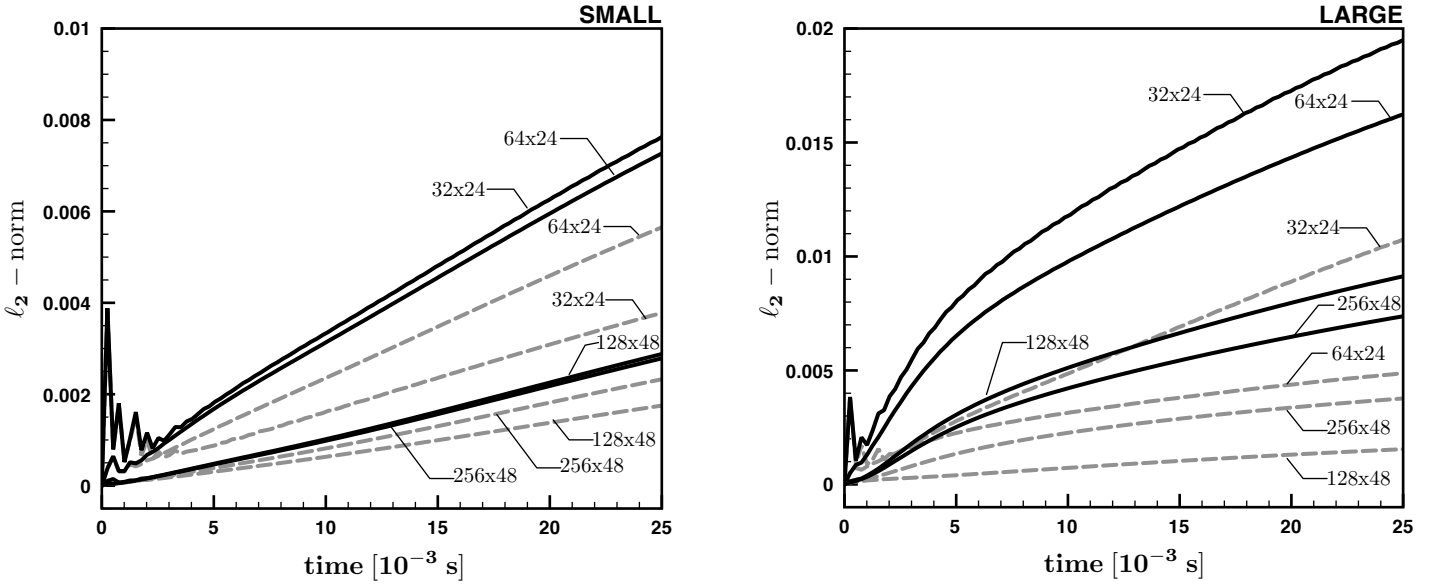 SMALL
0.01
0.008
0.006
0.004
0.002
0
ℓ₂ − norm
64x24
32x24
64x24
32x24
128x48
128x48
256x48
256x48
0 5 10 15 20 25
time [10⁻³ s]
LARGE
0.02
0.015
0.01
0.005
0
ℓ₂ − norm
32x24
64x24
32x24
256x48
128x48
64x24
256x48
128x48
0 5 10 15 20 25
time [10⁻³ s]